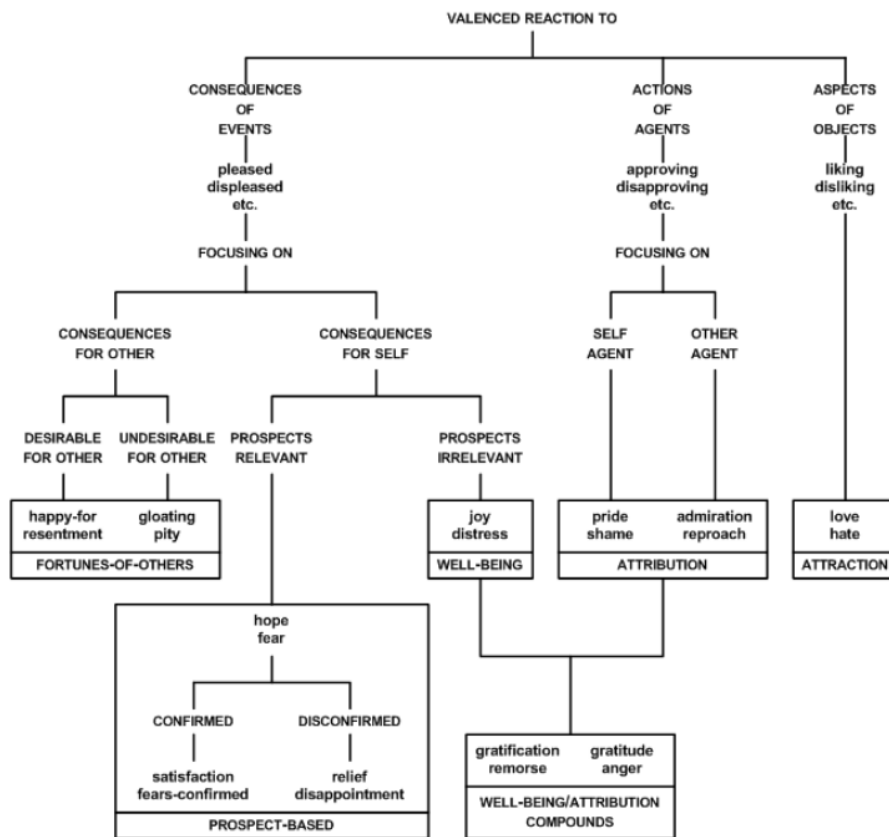 VALENCED REACTION TO
CONSEQUENCES
OF
EVENTS
ACTIONS
OF
AGENTS
ASPECTS
OF
OBJECTS
pleased
displeased
etc.
approving
disapproving
etc.
liking
disliking
etc.
FOCUSING ON
FOCUSING ON
CONSEQUENCES
FOR OTHER
CONSEQUENCES
FOR SELF
SELF
AGENT
OTHER
AGENT
DESIRABLE
FOR OTHER
UNDESIRABLE
FOR OTHER
PROSPECTS
RELEVANT
PROSPECTS
IRRELEVANT
happy-for
resentment
gloating
pity
FORTUNES-OF-OTHERS
joy
distress
WELL-BEING
pride
shame
admiration
reproach
ATTRIBUTION
love
hate
ATTRACTION
hope
fear
CONFIRMED
DISCONFIRMED
satisfaction
fears-confirmed
relief
disappointment
PROSPECT-BASED
gratification
remorse
gratitude
anger
WELL-BEING/ATTRIBUTION
COMPOUNDS